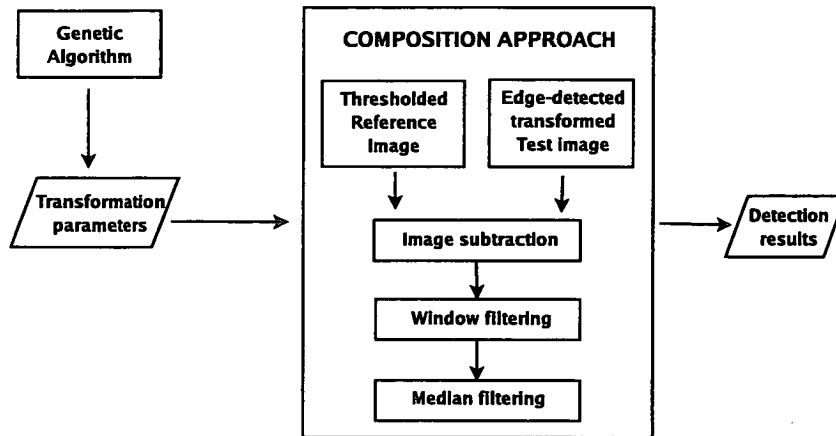 Genetic
Algorithm
Transformation
parameters
COMPOSITION APPROACH
Thresholded
Reference
Image
Edge-detected
transformed
Test image
Image subtraction
Window filtering
Median filtering
Detection
results